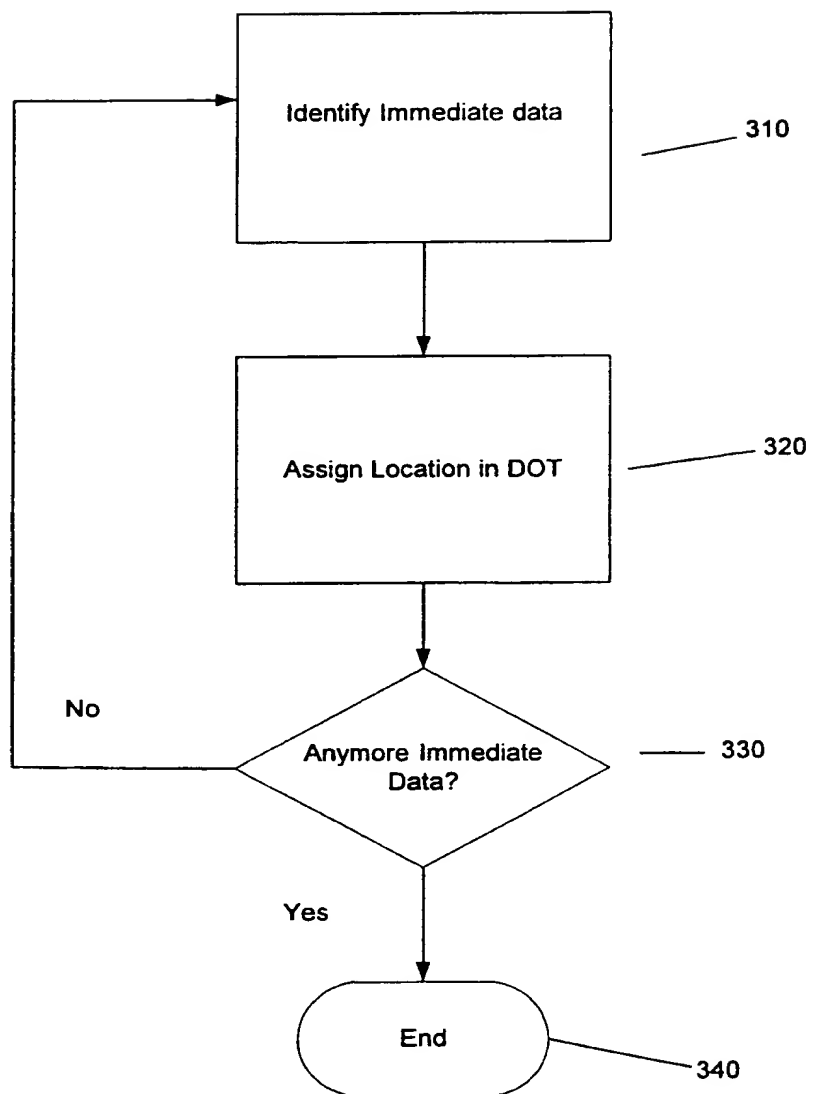 Identify Immediate data
310
Assign Location in DOT
320
No
Anymore Immediate
Data?
330
Yes
End
340